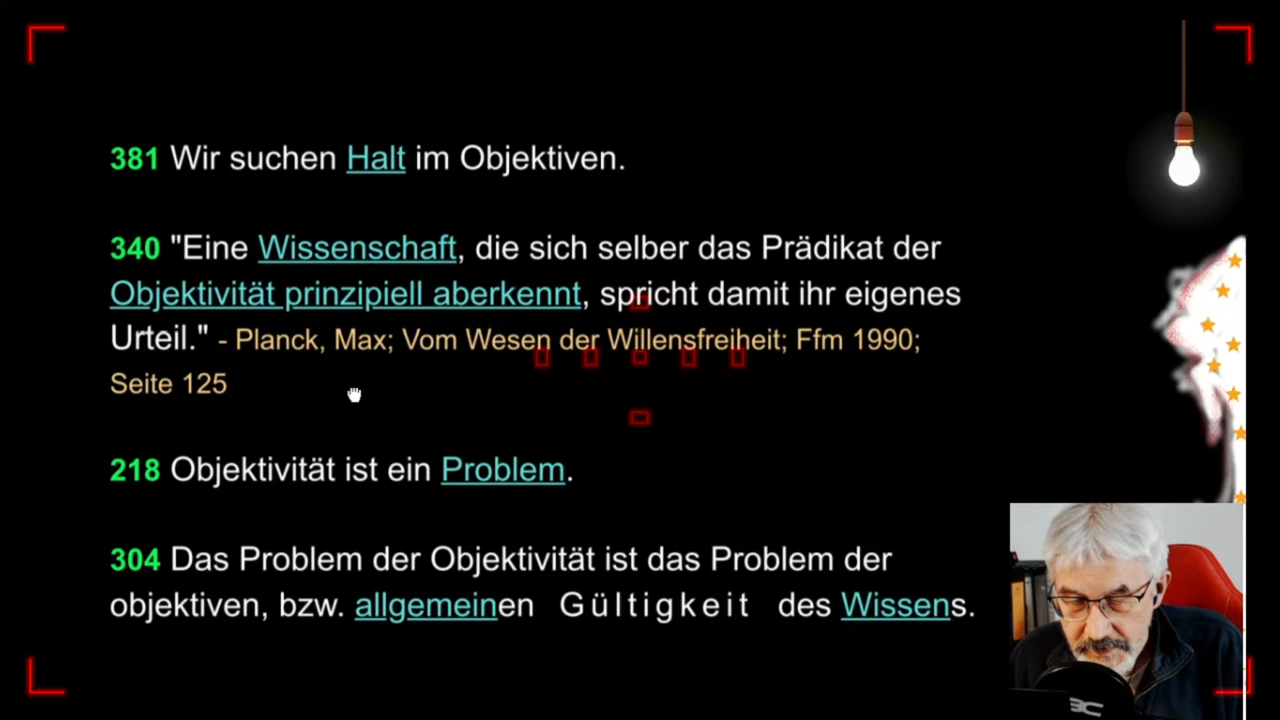 381 Wir suchen Halt im Objektiven.
340 "Eine Wissenschaft, die sich selber das Prädikat der
Objektivität prinzipiell aberkennt, spricht damit ihr eigenes
Urteil." - Planck, Max; Vom Wesen der Willensfreiheit; Ffm 1990;
Seite 125
218 Objektivität ist ein Problem.
304 Das Problem der Objektivität ist das Problem der
objektiven, bzw. allgemeinen Gültigkeit des Wissens.